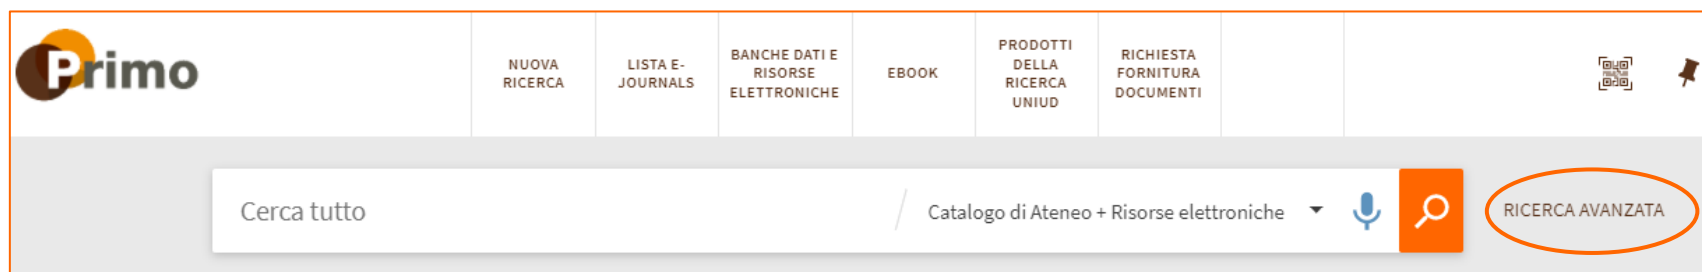 Primo
NUOVA
RICERCA
LISTA E-
JOURNALS
BANCHE DATI E
RISORSE
ELETTRONICHE
EBOOK
PRODOTTI
DELLA
RICERCA
UNIUD
RICHIESTA
FORNITURA
DOCUMENTI
Cerca tutto
Catalogo di Ateneo + Risorse elettroniche
RICERCA AVANZATA